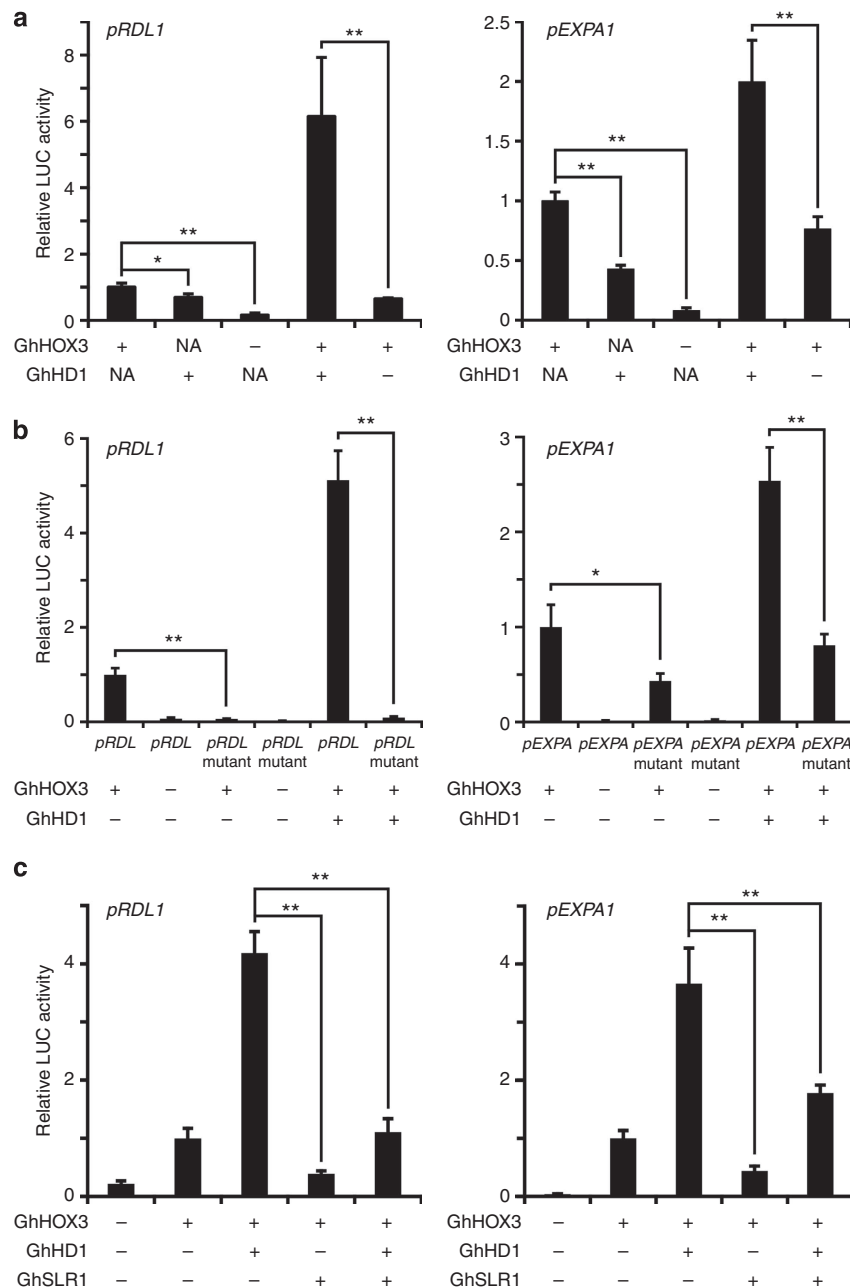 a
pRDL1
**
Relative LUC activity
8
6
4
2
0
**
*
GhHOX3 + NA − + +
GhHD1 NA + NA + −
pEXPA1
**
2.5
2
1.5
1
0.5
0
**
**
GhHOX3 + NA − + +
GhHD1 NA + NA + −
b
pRDL1
**
Relative LUC activity
6
4
2
0
**
pRDL pRDL pRDL mutant pRDL mutant pRDL pRDL mutant
GhHOX3 + − + − + +
GhHD1 − − − − + +
pEXPA1
**
3
2
1
0
*
pEXPA pEXPA pEXPA mutant pEXPA mutant pEXPA pEXPA mutant
GhHOX3 + − + − + +
GhHD1 − − − − + +
c
pRDL1
**
**
Relative LUC activity
4
2
0
GhHOX3 − + + + +
GhHD1 − − + − +
GhSLR1 − − − + +
pEXPA1
**
**
4
2
0
GhHOX3 − + + + +
GhHD1 − − + − +
GhSLR1 − − − + +